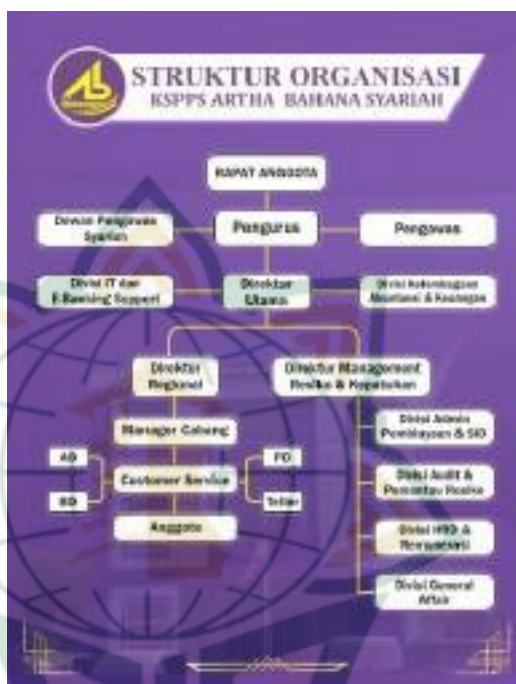 STRUKTUR ORGANISASI
KSPPS ARTHA BAHANA SYARIAH
RAPAT ANGGOTA
Dewan Pengawas
Syariah
Pengurus
Pengawas
Divisi IT dan
E-Banking Support
Direktur
Utama
Divisi Kelembagaan
Akuntansi & Keuangan
Direktur
Regional
Direktur Management
Resiko & Kepatuhan
Manager Cabang
Divisi Admin
Pembiayaan & SID
AO
FO
Customer Service
Divisi Audit &
Pemantau Resiko
Teller
Anggota
Divisi HRD &
Remunerasi
Divisi General
Affair